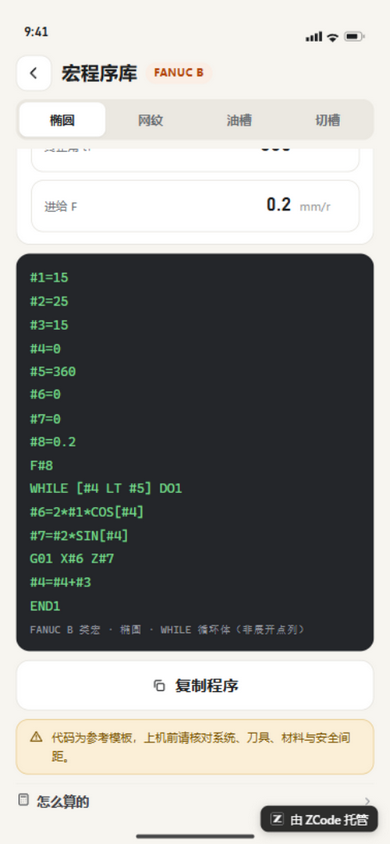 9:41
宏程序库 FANUC B
椭圆 网纹 油槽 切槽
进给 F 0.2 mm/r
#1=15
#2=25
#3=15
#4=0
#5=360
#6=0
#7=0
#8=0.2
F#8
WHILE [#4 LT #5] DO1
#6=2*#1*COS[#4]
#7=#2*SIN[#4]
G01 X#6 Z#7
#4=#4+#3
END1
FANUC B 类宏 · 椭圆 · WHILE 循环体（非展开点列）
复制程序
代码为参考模板，上机前请核对系统、刀具、材料与安全间
距。
怎么算的
由 ZCode 托管